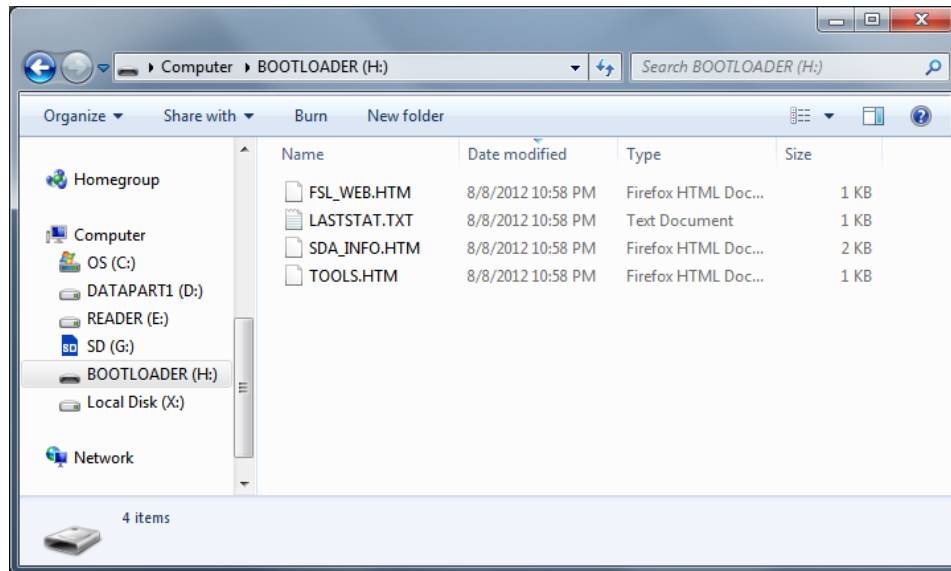 Computer BOOTLOADER (H:) Search BOOTLOADER (H:)
Organize Share with Burn New folder
Name Date modified Type Size
FSL_WEB.HTM 8/8/2012 10:58 PM Firefox HTML Doc... 1 KB
LASTSTAT.TXT 8/8/2012 10:58 PM Text Document 1 KB
SDA_INFO.HTM 8/8/2012 10:58 PM Firefox HTML Doc... 2 KB
TOOLS.HTM 8/8/2012 10:58 PM Firefox HTML Doc... 1 KB
Homegroup
Computer
OS (C:)
DATAPART1 (D:)
READER (E:)
SD SD (G:)
BOOTLOADER (H:)
Local Disk (X:)
Network
4 items